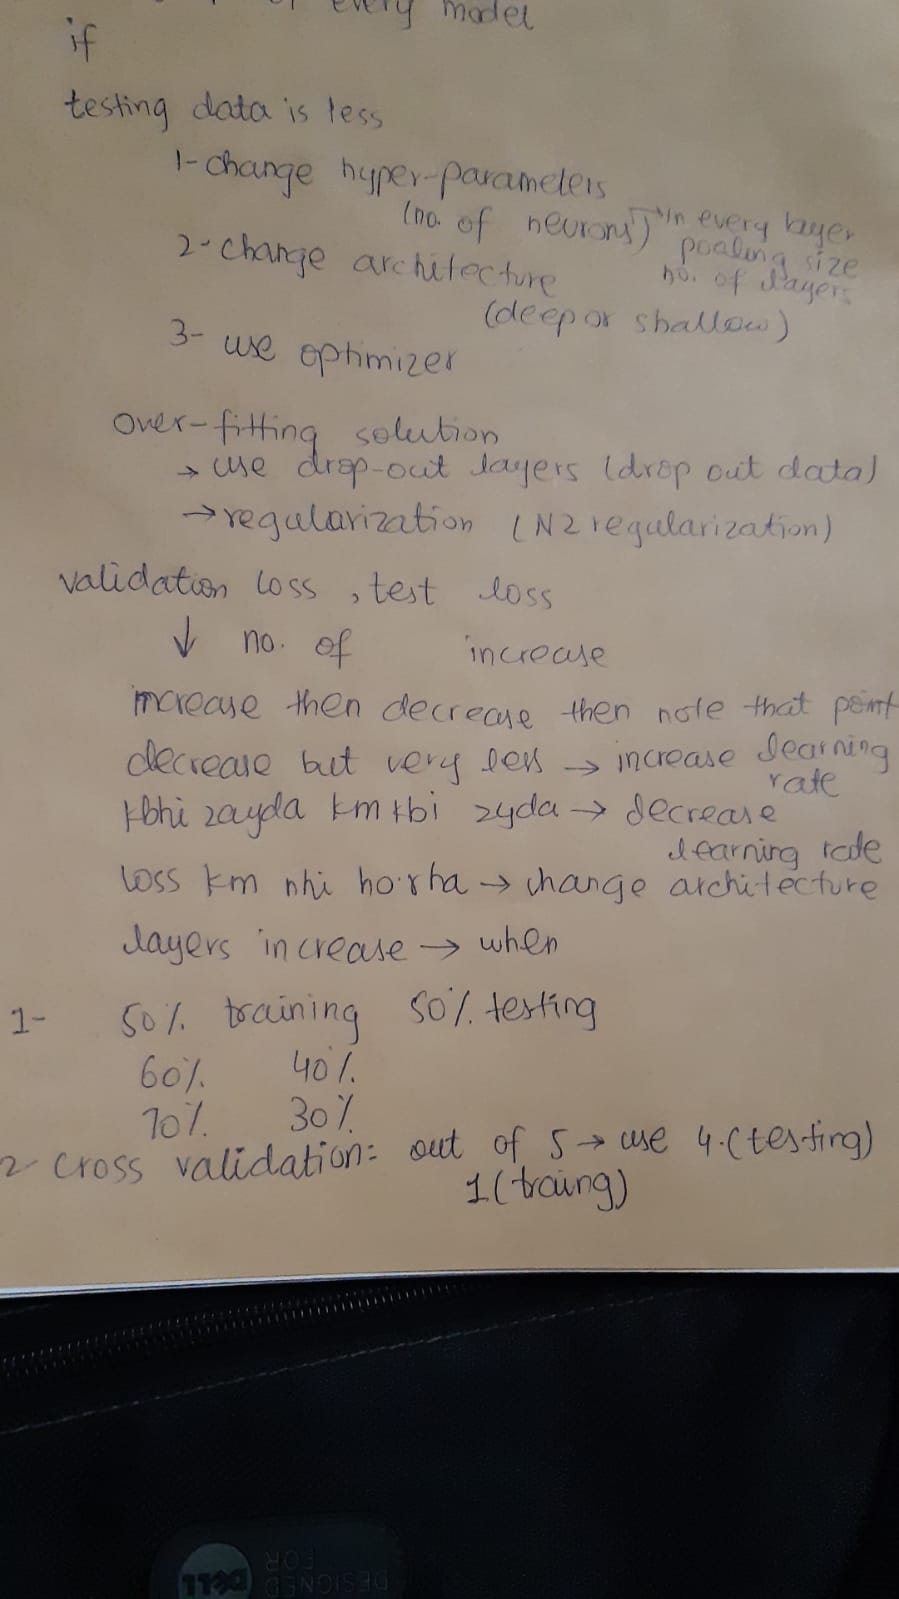 every model
if
testing data is less
1- change hyper-parameters
(no. of neurons) → in every layer
pooling size
no. of layers
2- change architecture
(deep or shallow)
3- use optimizer
over-fitting solution
→ use drop-out layers (drop out data)
→ regularization (N2 regularization)
validation loss, test loss
↓ no. of increase
increase then decrease then note that point
decrease but very less → increase learning
rate
kbhi zayda km kbi zyda → decrease
learning rate
loss km nhi horha → change architecture
layers increase → when
1- 50% training 50% testing
60% 40%
70% 30%
2- cross validation:- out of 5 → use 4-(testing)
1(traing)
DELL
DESIGNED
FOR